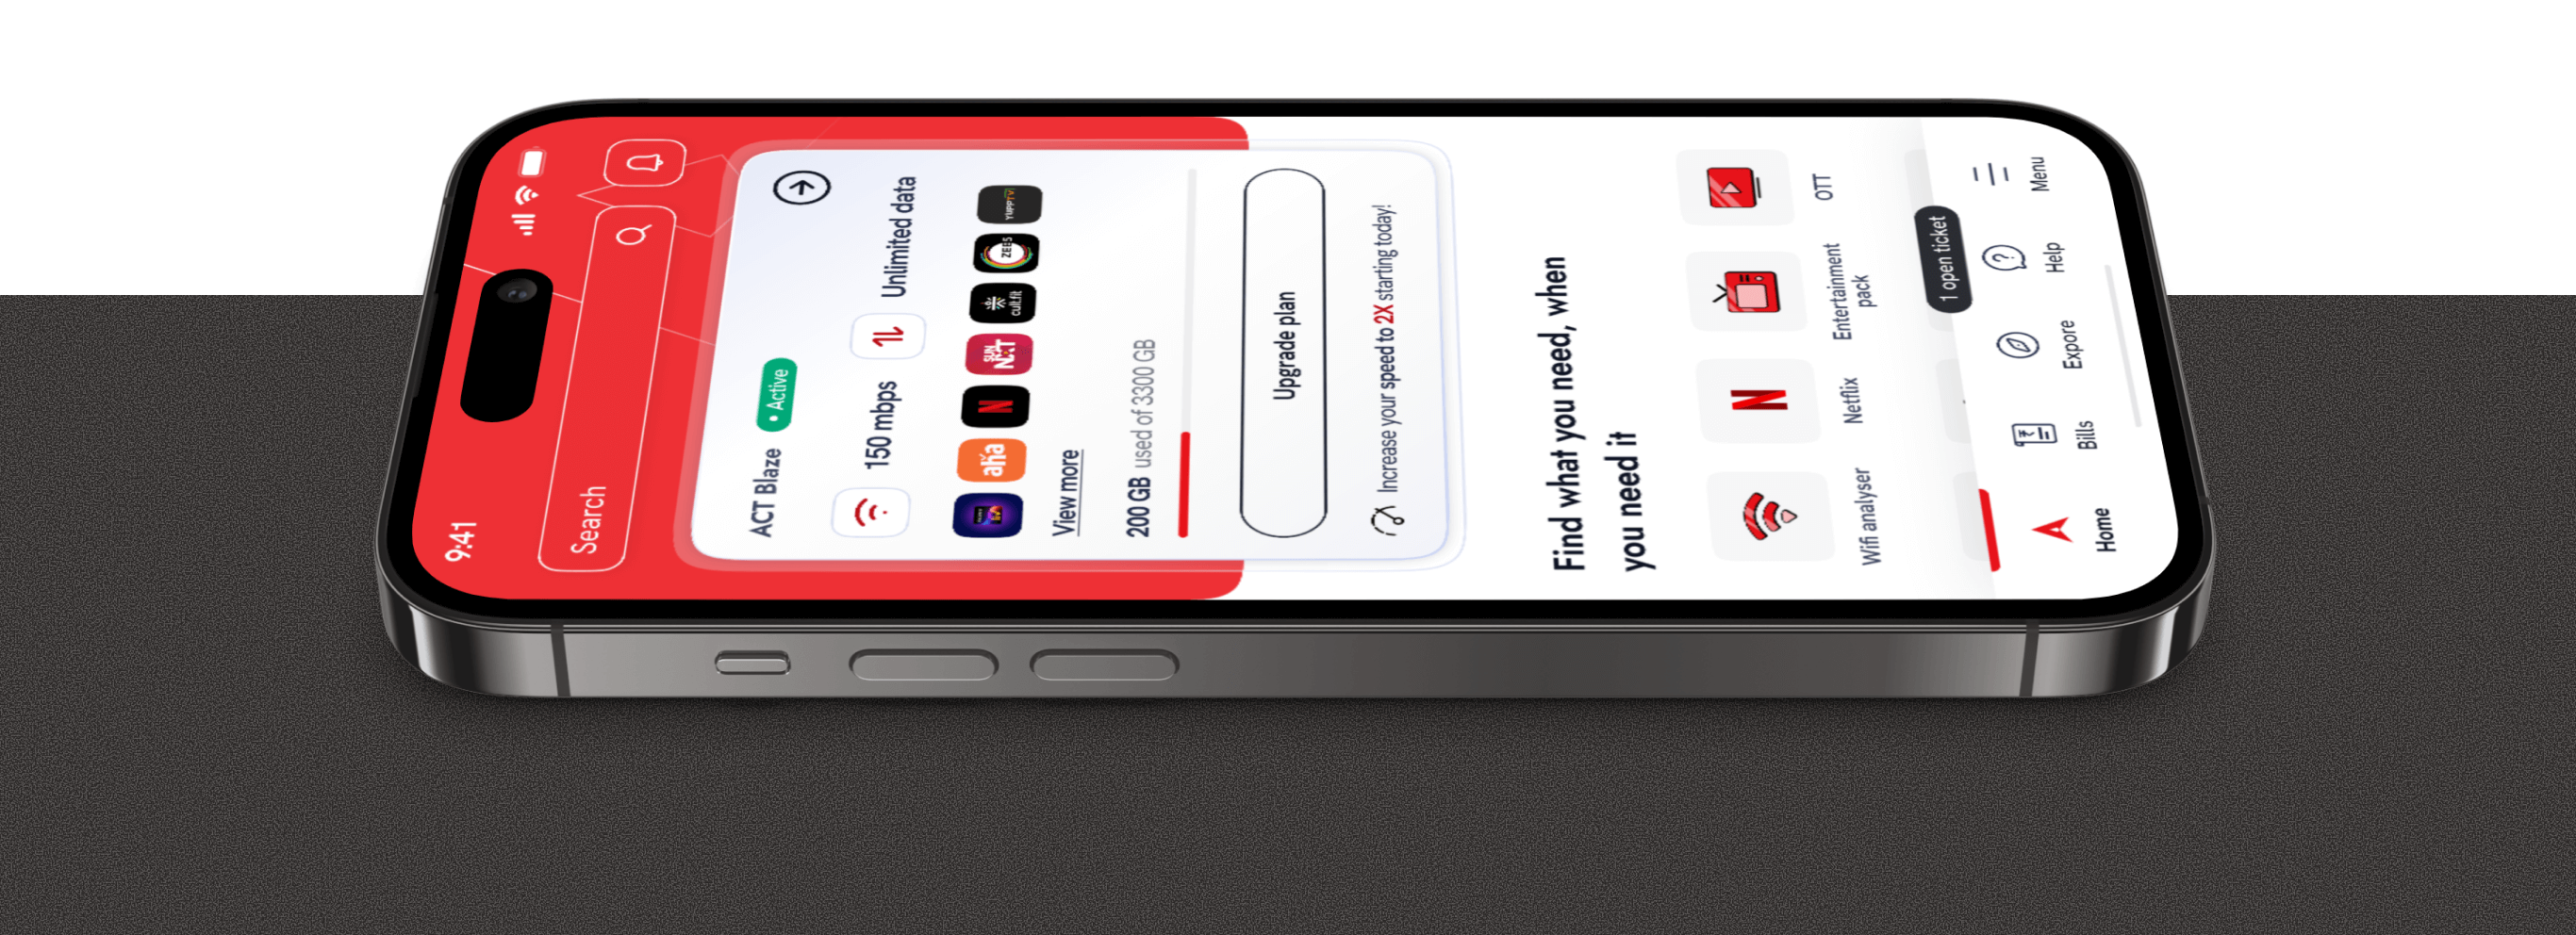 9:41
Search
ACT Blaze
• Active
150 mbps
Unlimited data
aha
N
SUN NXT
cult.fit
ZEE5
YUPPTV
View more
200 GB used of 3300 GB
Upgrade plan
Increase your speed to 2X starting today!
Find what you need, when
you need it
Wifi analyser
N
Netflix
Entertainment
pack
OTT
1 open ticket
Home
Bills
Expore
Help
Menu